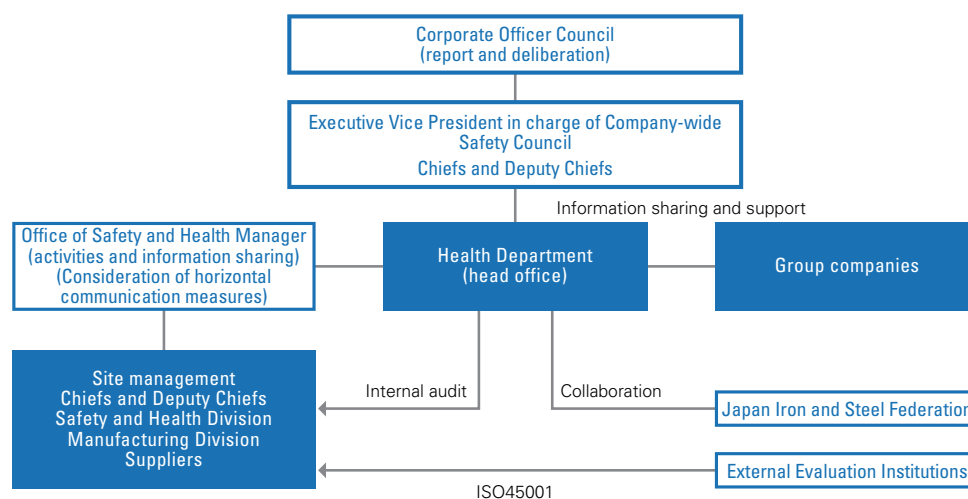 Corporate Officer Council
(report and deliberation)
Executive Vice President in charge of Company-wide
Safety Council
Chiefs and Deputy Chiefs
Information sharing and support
Office of Safety and Health Manager
(activities and information sharing)
(Consideration of horizontal
communication measures)
Health Department
(head office)
Group companies
Site management
Chiefs and Deputy Chiefs
Safety and Health Division
Manufacturing Division
Suppliers
Internal audit
Collaboration
Japan Iron and Steel Federation
External Evaluation Institutions
ISO45001